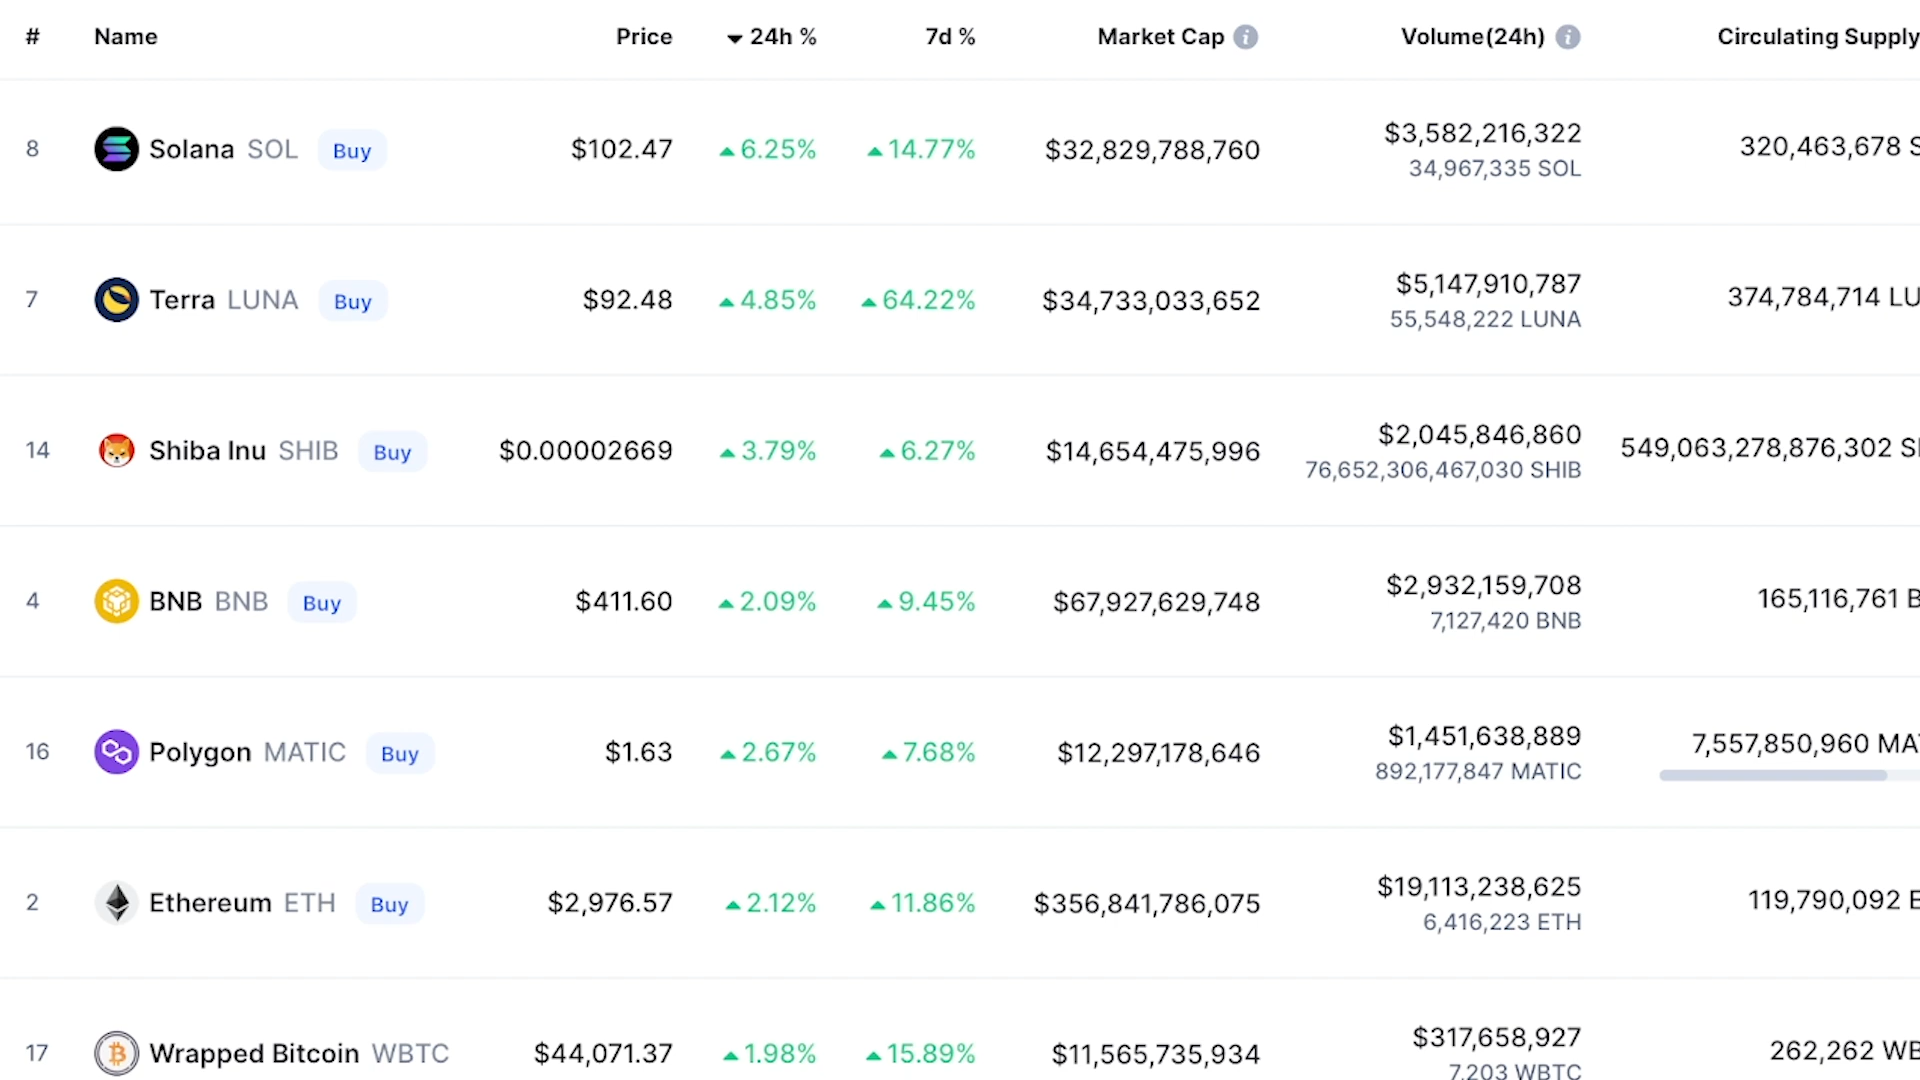 # Name Price 24h % 7d % Market Cap Volume(24h) Circulating Supply
8 Solana SOL Buy $102.47 6.25% 14.77% $32,829,788,760 $3,582,216,322 320,463,678 S
34,967,335 SOL
7 Terra LUNA Buy $92.48 4.85% 64.22% $34,733,033,652 $5,147,910,787 374,784,714 LU
55,548,222 LUNA
14 Shiba Inu SHIB Buy $0.00002669 3.79% 6.27% $14,654,475,996 $2,045,846,860 549,063,278,876,302 SH
76,652,306,467,030 SHIB
4 BNB BNB Buy $411.60 2.09% 9.45% $67,927,629,748 $2,932,159,708 165,116,761 B
7,127,420 BNB
16 Polygon MATIC Buy $1.63 2.67% 7.68% $12,297,178,646 $1,451,638,889 7,557,850,960 MAT
892,177,847 MATIC
2 Ethereum ETH Buy $2,976.57 2.12% 11.86% $356,841,786,075 $19,113,238,625 119,790,092 E
6,416,223 ETH
17 Wrapped Bitcoin WBTC $44,071.37 1.98% 15.89% $11,565,735,934 $317,658,927 262,262 WB
7,203 WBTC